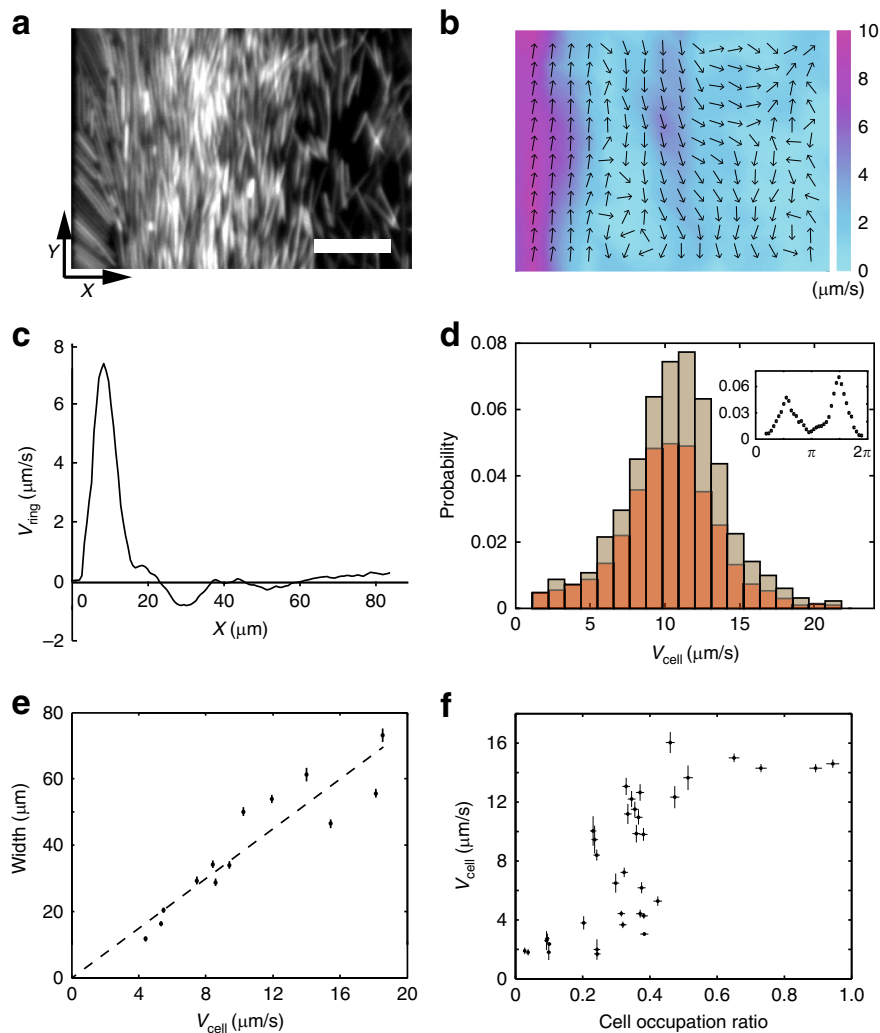 a
Y
X
b
10
8
6
4
2
0
(μm/s)
c
8
6
4
2
0
−2
0
20
40
60
80
V_ring (μm/s)
X (μm)
d
0.08
0.06
0.04
0.02
0
0
5
10
15
20
Probability
V_cell (μm/s)
0.06
0.03
0
0
π
2π
e
60
40
20
0
0
4
8
12
16
20
Width (μm)
V_cell (μm/s)
80
f
16
12
8
4
0
0
0.2
0.4
0.6
0.8
1.0
V_cell (μm/s)
Cell occupation ratio